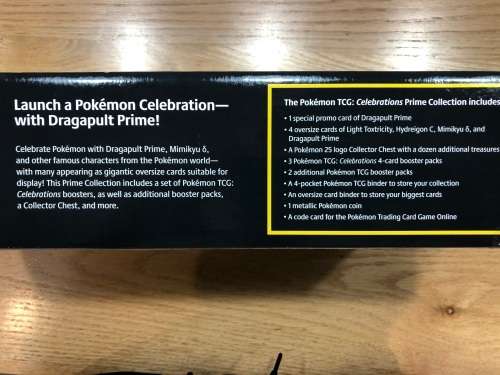 Launch a Pokémon Celebration—
with Dragapult Prime!
Celebrate Pokémon with Dragapult Prime, Mimikyu δ,
and other famous characters from the Pokémon world—
with many appearing as gigantic oversize cards suitable for
display! This Prime Collection includes a set of Pokémon TCG:
Celebrations boosters, as well as additional booster packs,
a Collector Chest, and more.
The Pokémon TCG: Celebrations Prime Collection includes
• 1 special promo card of Dragapult Prime
• 4 oversize cards of Light Toxtricity, Hydreigon C, Mimikyu δ, and
Dragapult Prime
• A Pokémon 25 logo Collector Chest with a dozen additional treasures
• 3 Pokémon TCG: Celebrations 4-card booster packs
• 2 additional Pokémon TCG booster packs
• A 4-pocket Pokémon TCG binder to store your collection
• An oversize card binder to store your biggest cards
• 1 metallic Pokémon coin
• A code card for the Pokémon Trading Card Game Online